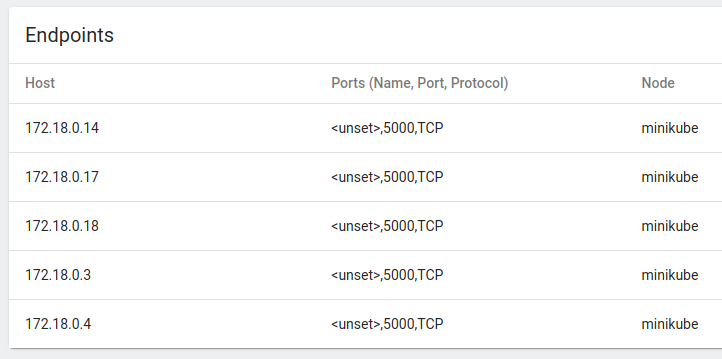 Endpoints
Host Ports (Name, Port, Protocol) Node
172.18.0.14 <unset>,5000,TCP minikube
172.18.0.17 <unset>,5000,TCP minikube
172.18.0.18 <unset>,5000,TCP minikube
172.18.0.3 <unset>,5000,TCP minikube
172.18.0.4 <unset>,5000,TCP minikube